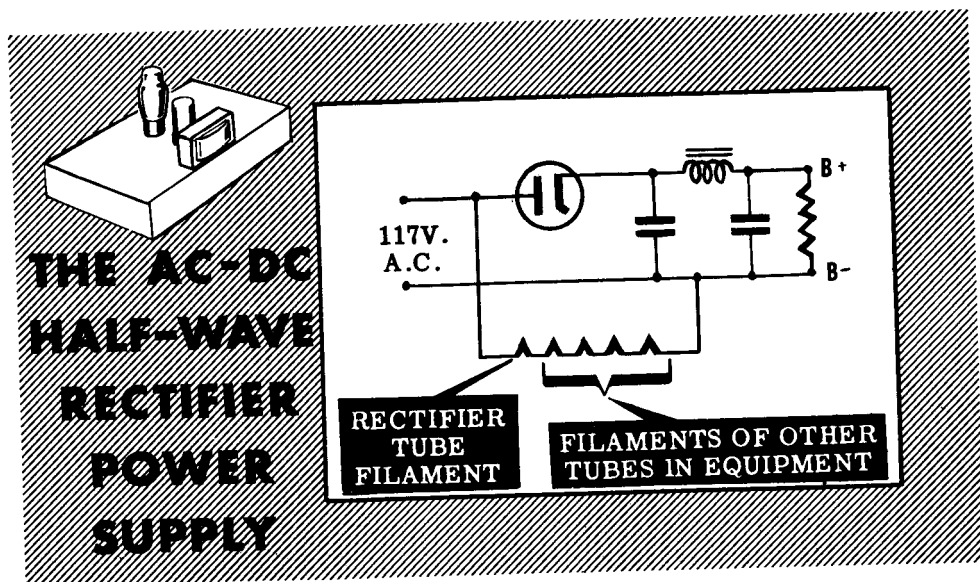 THE AC-DC
HALF-WAVE
RECTIFIER
POWER
SUPPLY
117V.
A.C.
B+
B-
RECTIFIER
TUBE
FILAMENT
FILAMENTS OF OTHER
TUBES IN EQUIPMENT